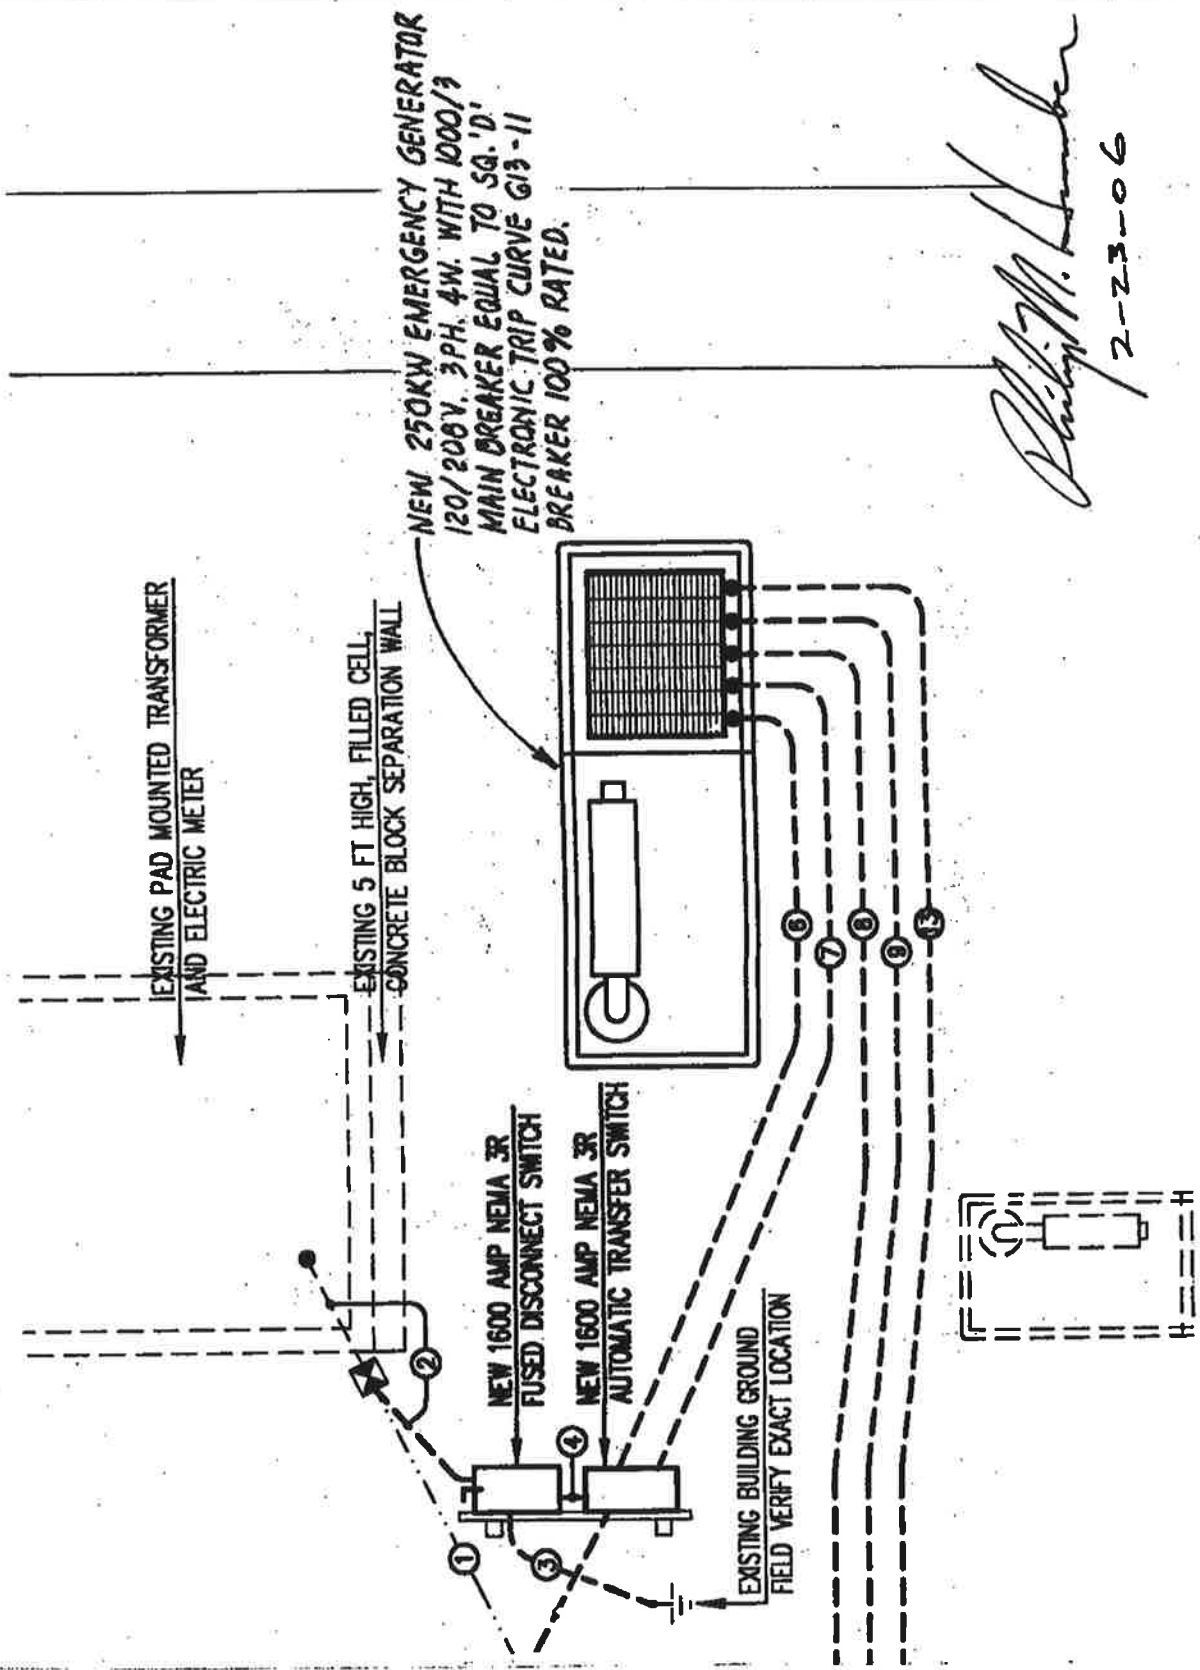 EXISTING PAD MOUNTED TRANSFORMER
AND ELECTRIC METER
EXISTING 5 FT HIGH, FILLED CELL,
CONCRETE BLOCK SEPARATION WALL
NEW 250KW EMERGENCY GENERATOR
120/208V. 3PH. 4W. WITH 1000/3
MAIN BREAKER EQUAL TO SQ. 'D'
ELECTRONIC TRIP CURVE 613-11
BREAKER 100% RATED.
NEW 1600 AMP NEMA 3R
FUSED DISCONNECT SWITCH
NEW 1600 AMP NEMA 3R
AUTOMATIC TRANSFER SWITCH
EXISTING BUILDING GROUND
FIELD VERIFY EXACT LOCATION
1
2
3
4
6
7
8
9
13
2-23-06